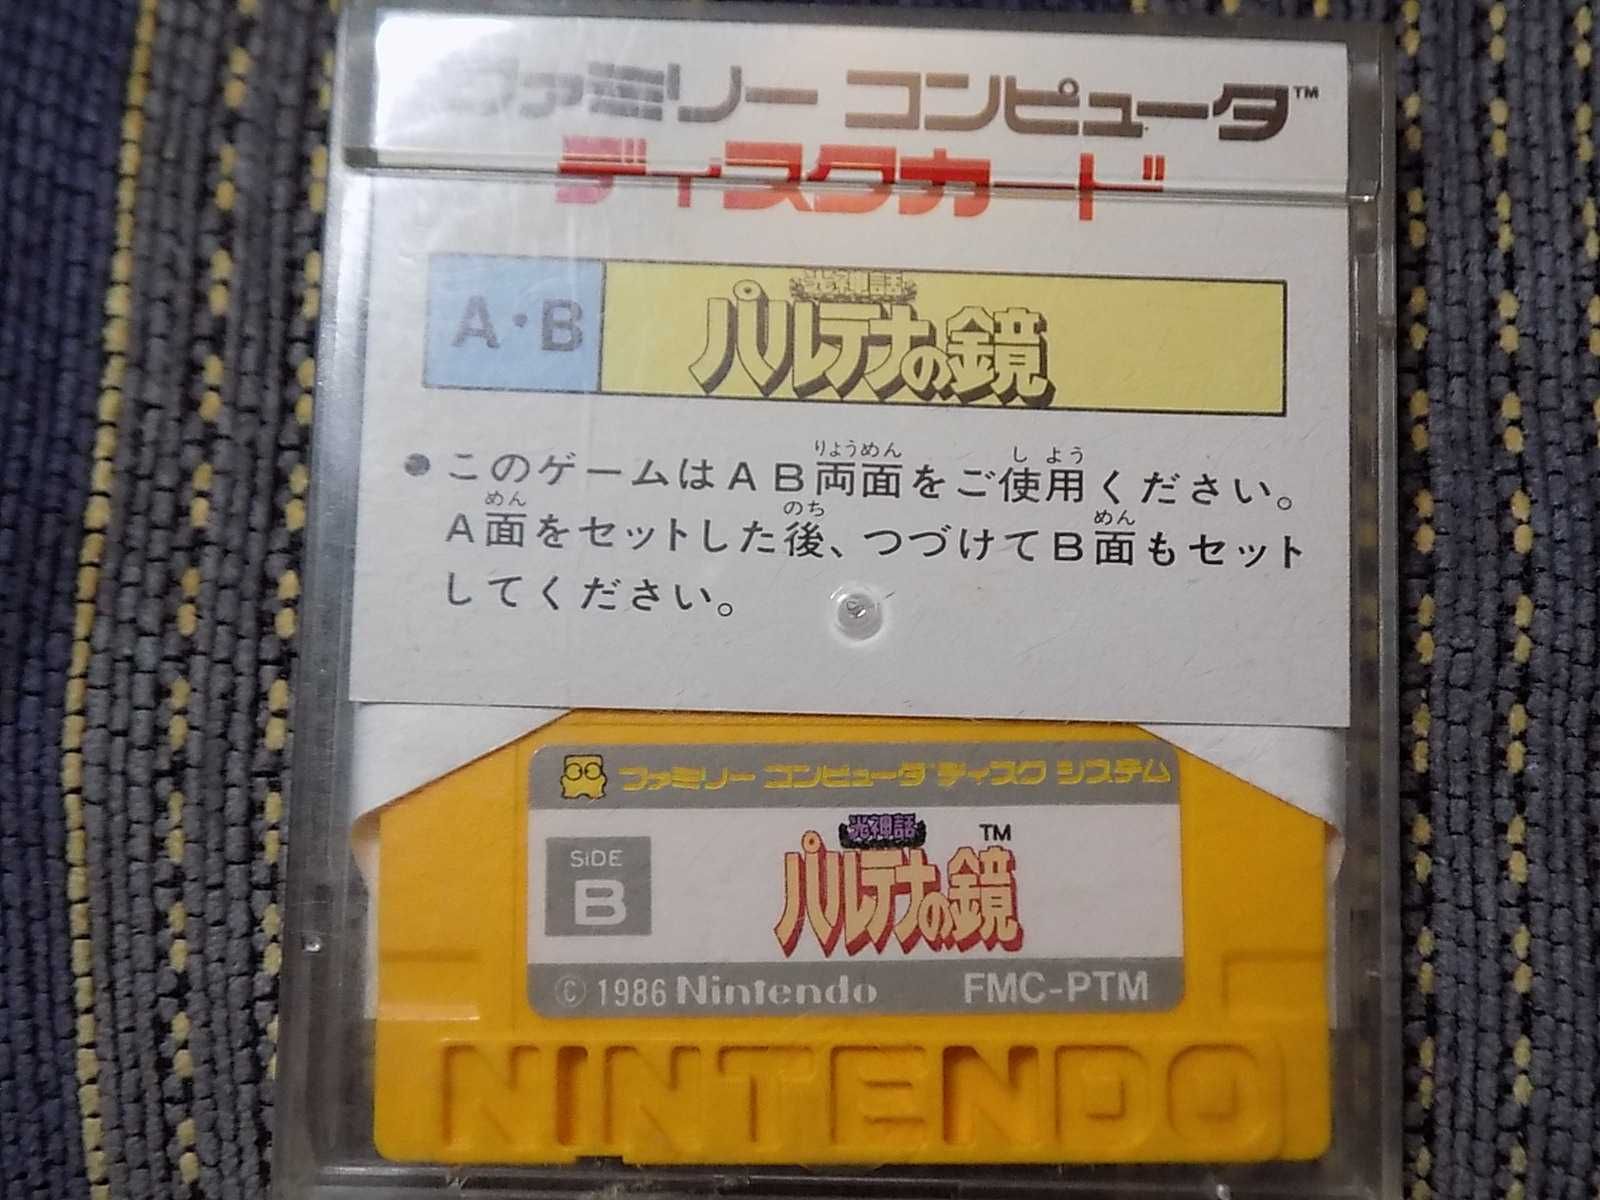 ファミリー コンピュータ™
ディスクカード
A・B
光神話
パルテナの鏡
●このゲームはAB両面をご使用ください。
りょうめん しよう
A面をセットした後、つづけてB面もセット
めん のち めん
してください。
ファミリー コンピュータ ディスク システム
SIDE
B
光神話
パルテナの鏡
TM
© 1986 Nintendo FMC-PTM
NINTENDO